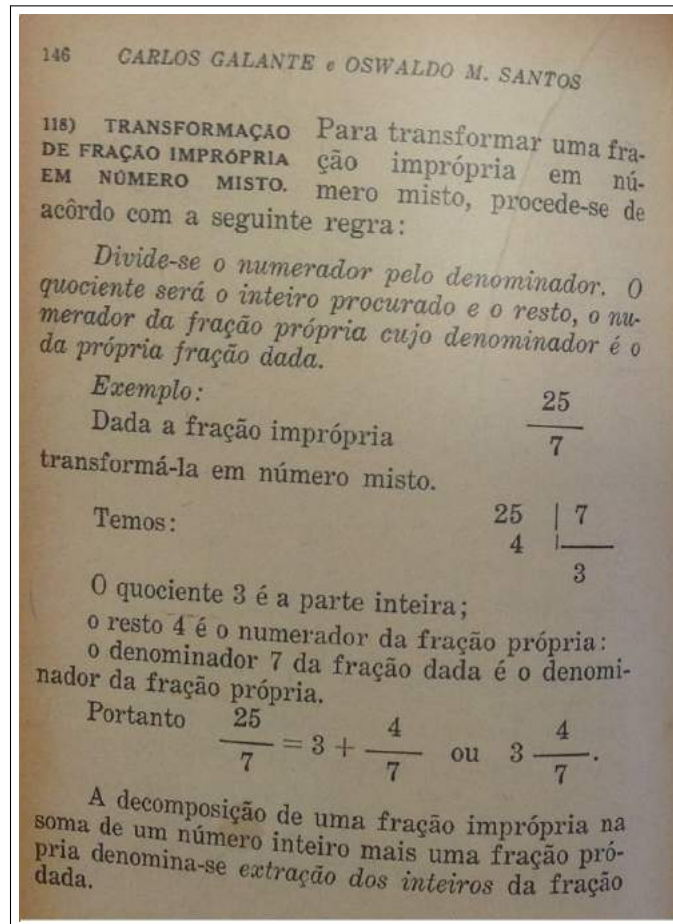 146 CARLOS GALANTE e OSWALDO M. SANTOS
118) TRANSFORMAÇÃO Para transformar uma fra-
DE FRAÇÃO IMPRÓPRIA ção imprópria em nú-
EM NÚMERO MISTO. mero misto, procede-se de
acôrdo com a seguinte regra:
Divide-se o numerador pelo denominador. O
quociente será o inteiro procurado e o resto, o nu-
merador da fração própria cujo denominador é o
da própria fração dada.
Exemplo:
Dada a fração imprópria 25/7
transformá-la em número misto.
Temos: 25 | 7
4 3
O quociente 3 é a parte inteira;
o resto 4 é o numerador da fração própria:
o denominador 7 da fração dada é o denomi-
nador da fração própria.
Portanto 25/7 = 3 + 4/7 ou 3 4/7.
A decomposição de uma fração imprópria na
soma de um número inteiro mais uma fração pró-
pria denomina-se extração dos inteiros da fração
dada.